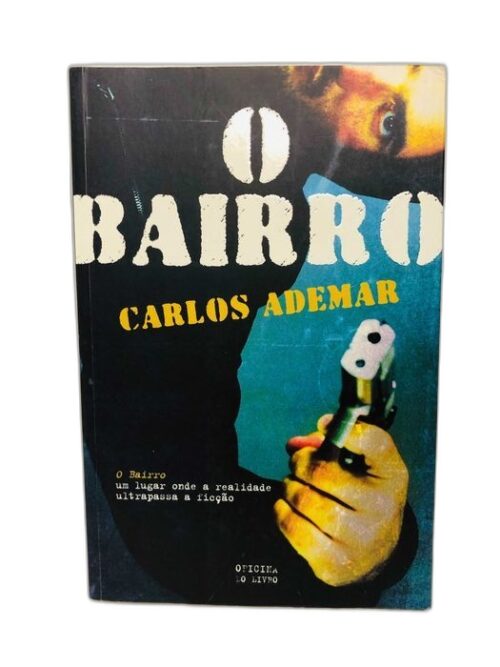 O
BAIRRO
CARLOS ADEMAR
O Bairro
um lugar onde a realidade
ultrapassa a ficção
OFICINA
DO LIVRO